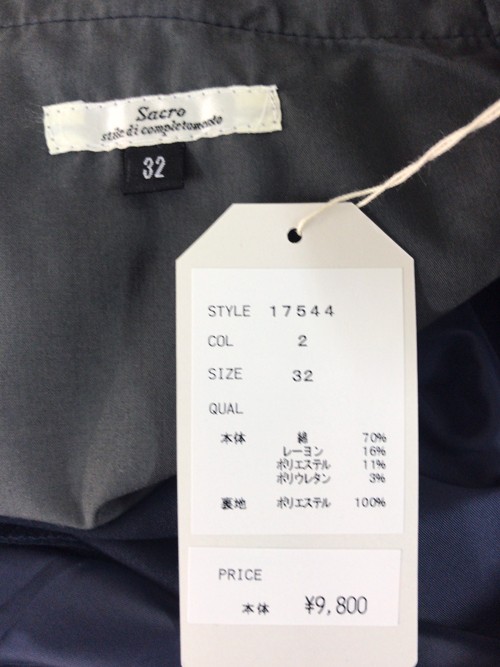 Sacro
stile di completamento
32
STYLE 17544
COL 2
SIZE 32
QUAL
本体 綿 70%
レーヨン 16%
ポリエステル 11%
ポリウレタン 3%
裏地 ポリエステル 100%
PRICE
本体 ¥9,800